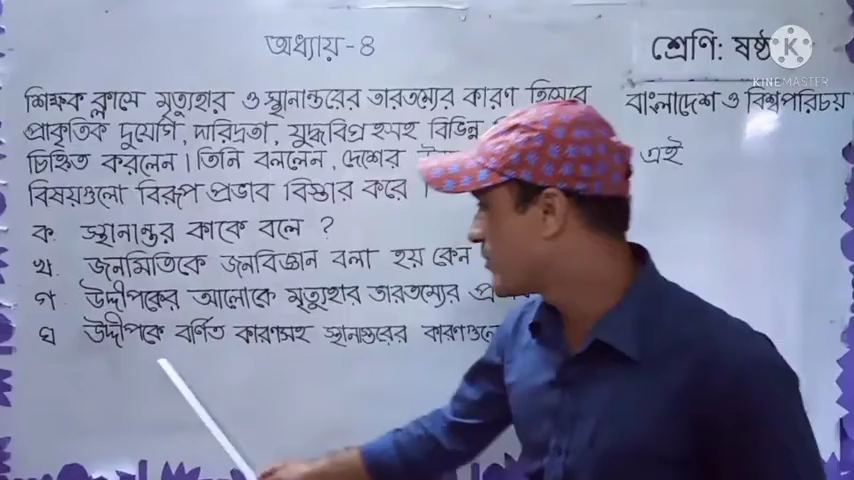 অধ্যায়-৪
শ্রেণি: ষষ্ঠ
KINEMASTER
বাংলাদেশ ও বিশ্বপরিচয়
শিক্ষক ক্লাসে মৃত্যুহার ও স্থানান্তরের তারতম্যের কারণ হিসেবে
প্রাকৃতিক দুর্যোগ, দারিদ্রতা, যুদ্ধবিগ্রহসহ বিভিন্ন
চিহ্নিত করলেন। তিনি বললেন, দেশের এই
বিষয়গুলো বিরূপ প্রভাব বিস্তার করে।
ক. স্থানান্তর কাকে বলে ?
খ. জনমিতিকে জনবিজ্ঞান বলা হয় কেন
গ উদ্দীপকের আলোকে মৃত্যুহার তারতম্যের
ঘ উদ্দীপকে বর্ণিত কারণসহ স্থানান্তরের